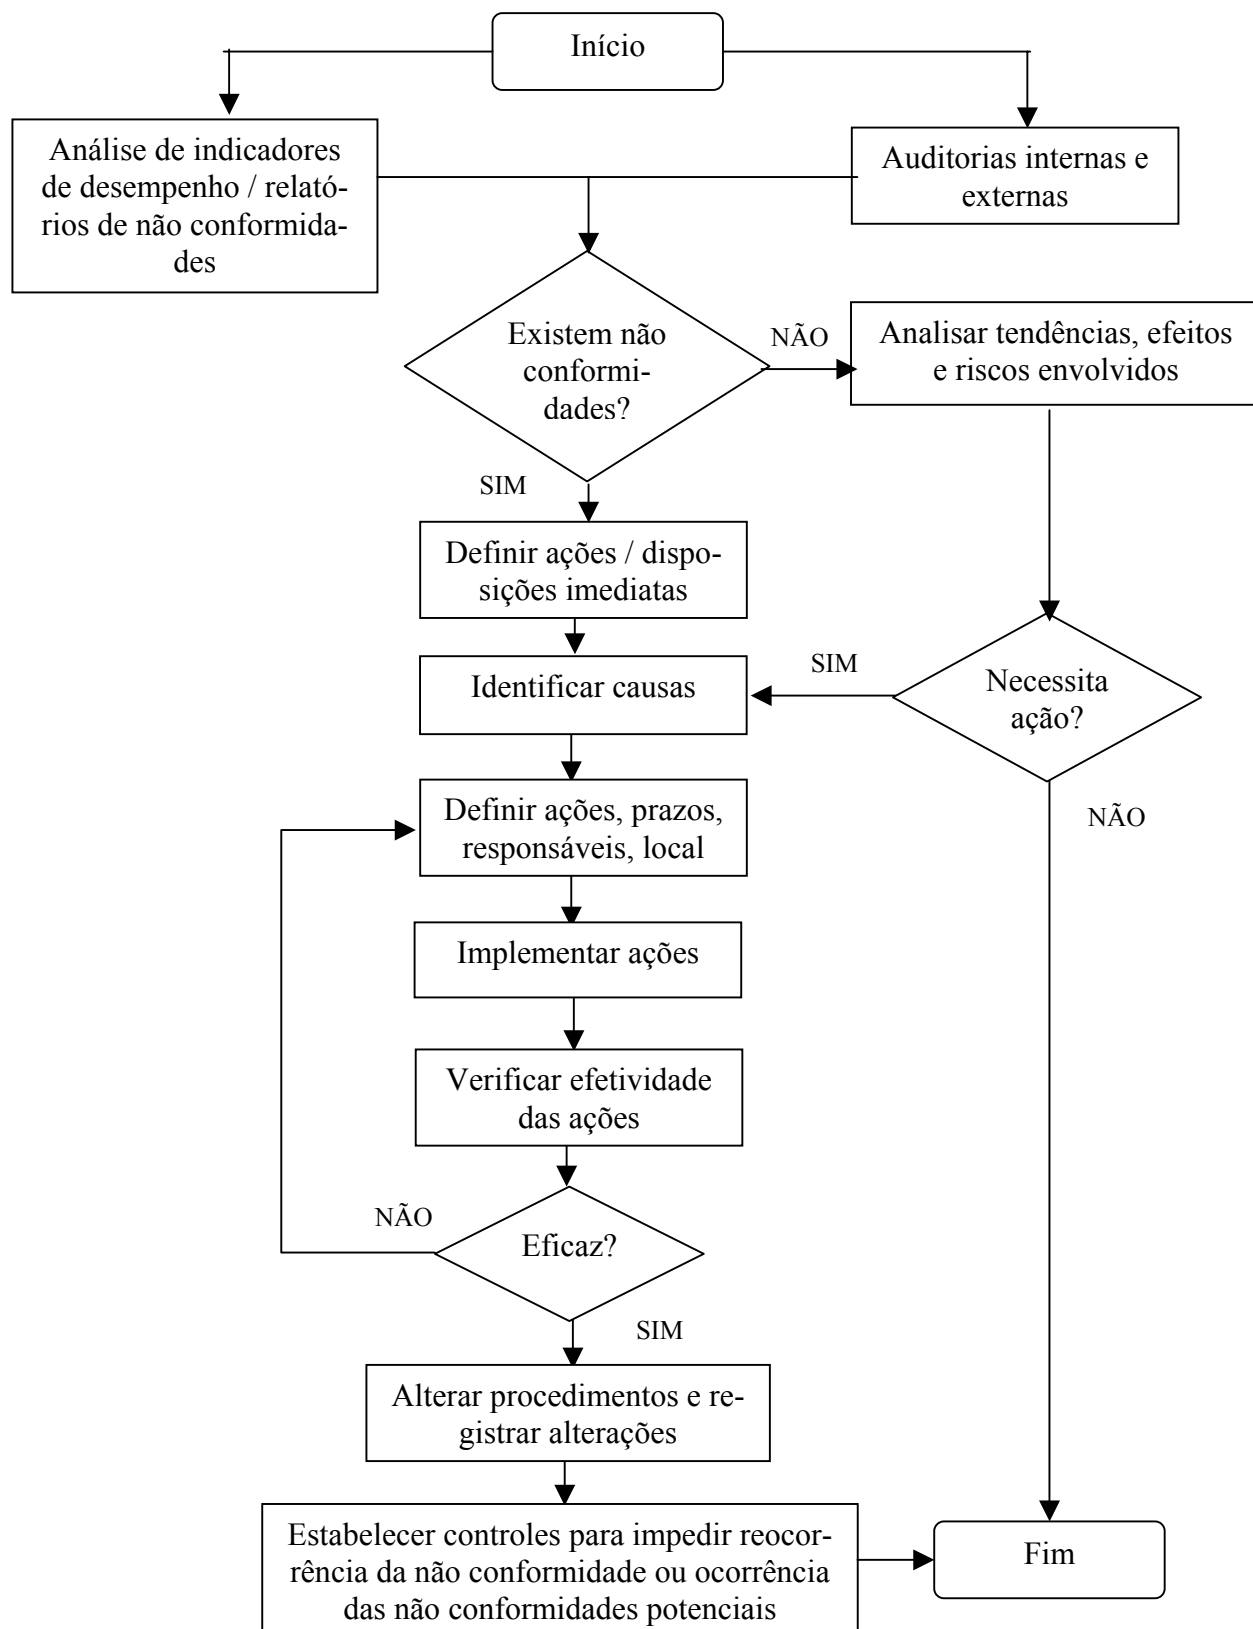 Início
Análise de indicadores
de desempenho / relató-
rios de não conformida-
des
Auditorias internas e
externas
Existem não
conformi-
dades?
NÃO
Analisar tendências, efeitos
e riscos envolvidos
SIM
Definir ações / dispo-
sições imediatas
Identificar causas
SIM
Necessita
ação?
NÃO
Definir ações, prazos,
responsáveis, local
Implementar ações
Verificar efetividade
das ações
NÃO
Eficaz?
SIM
Alterar procedimentos e re-
gistrar alterações
Estabelecer controles para impedir reocor-
rência da não conformidade ou ocorrência
das não conformidades potenciais
Fim